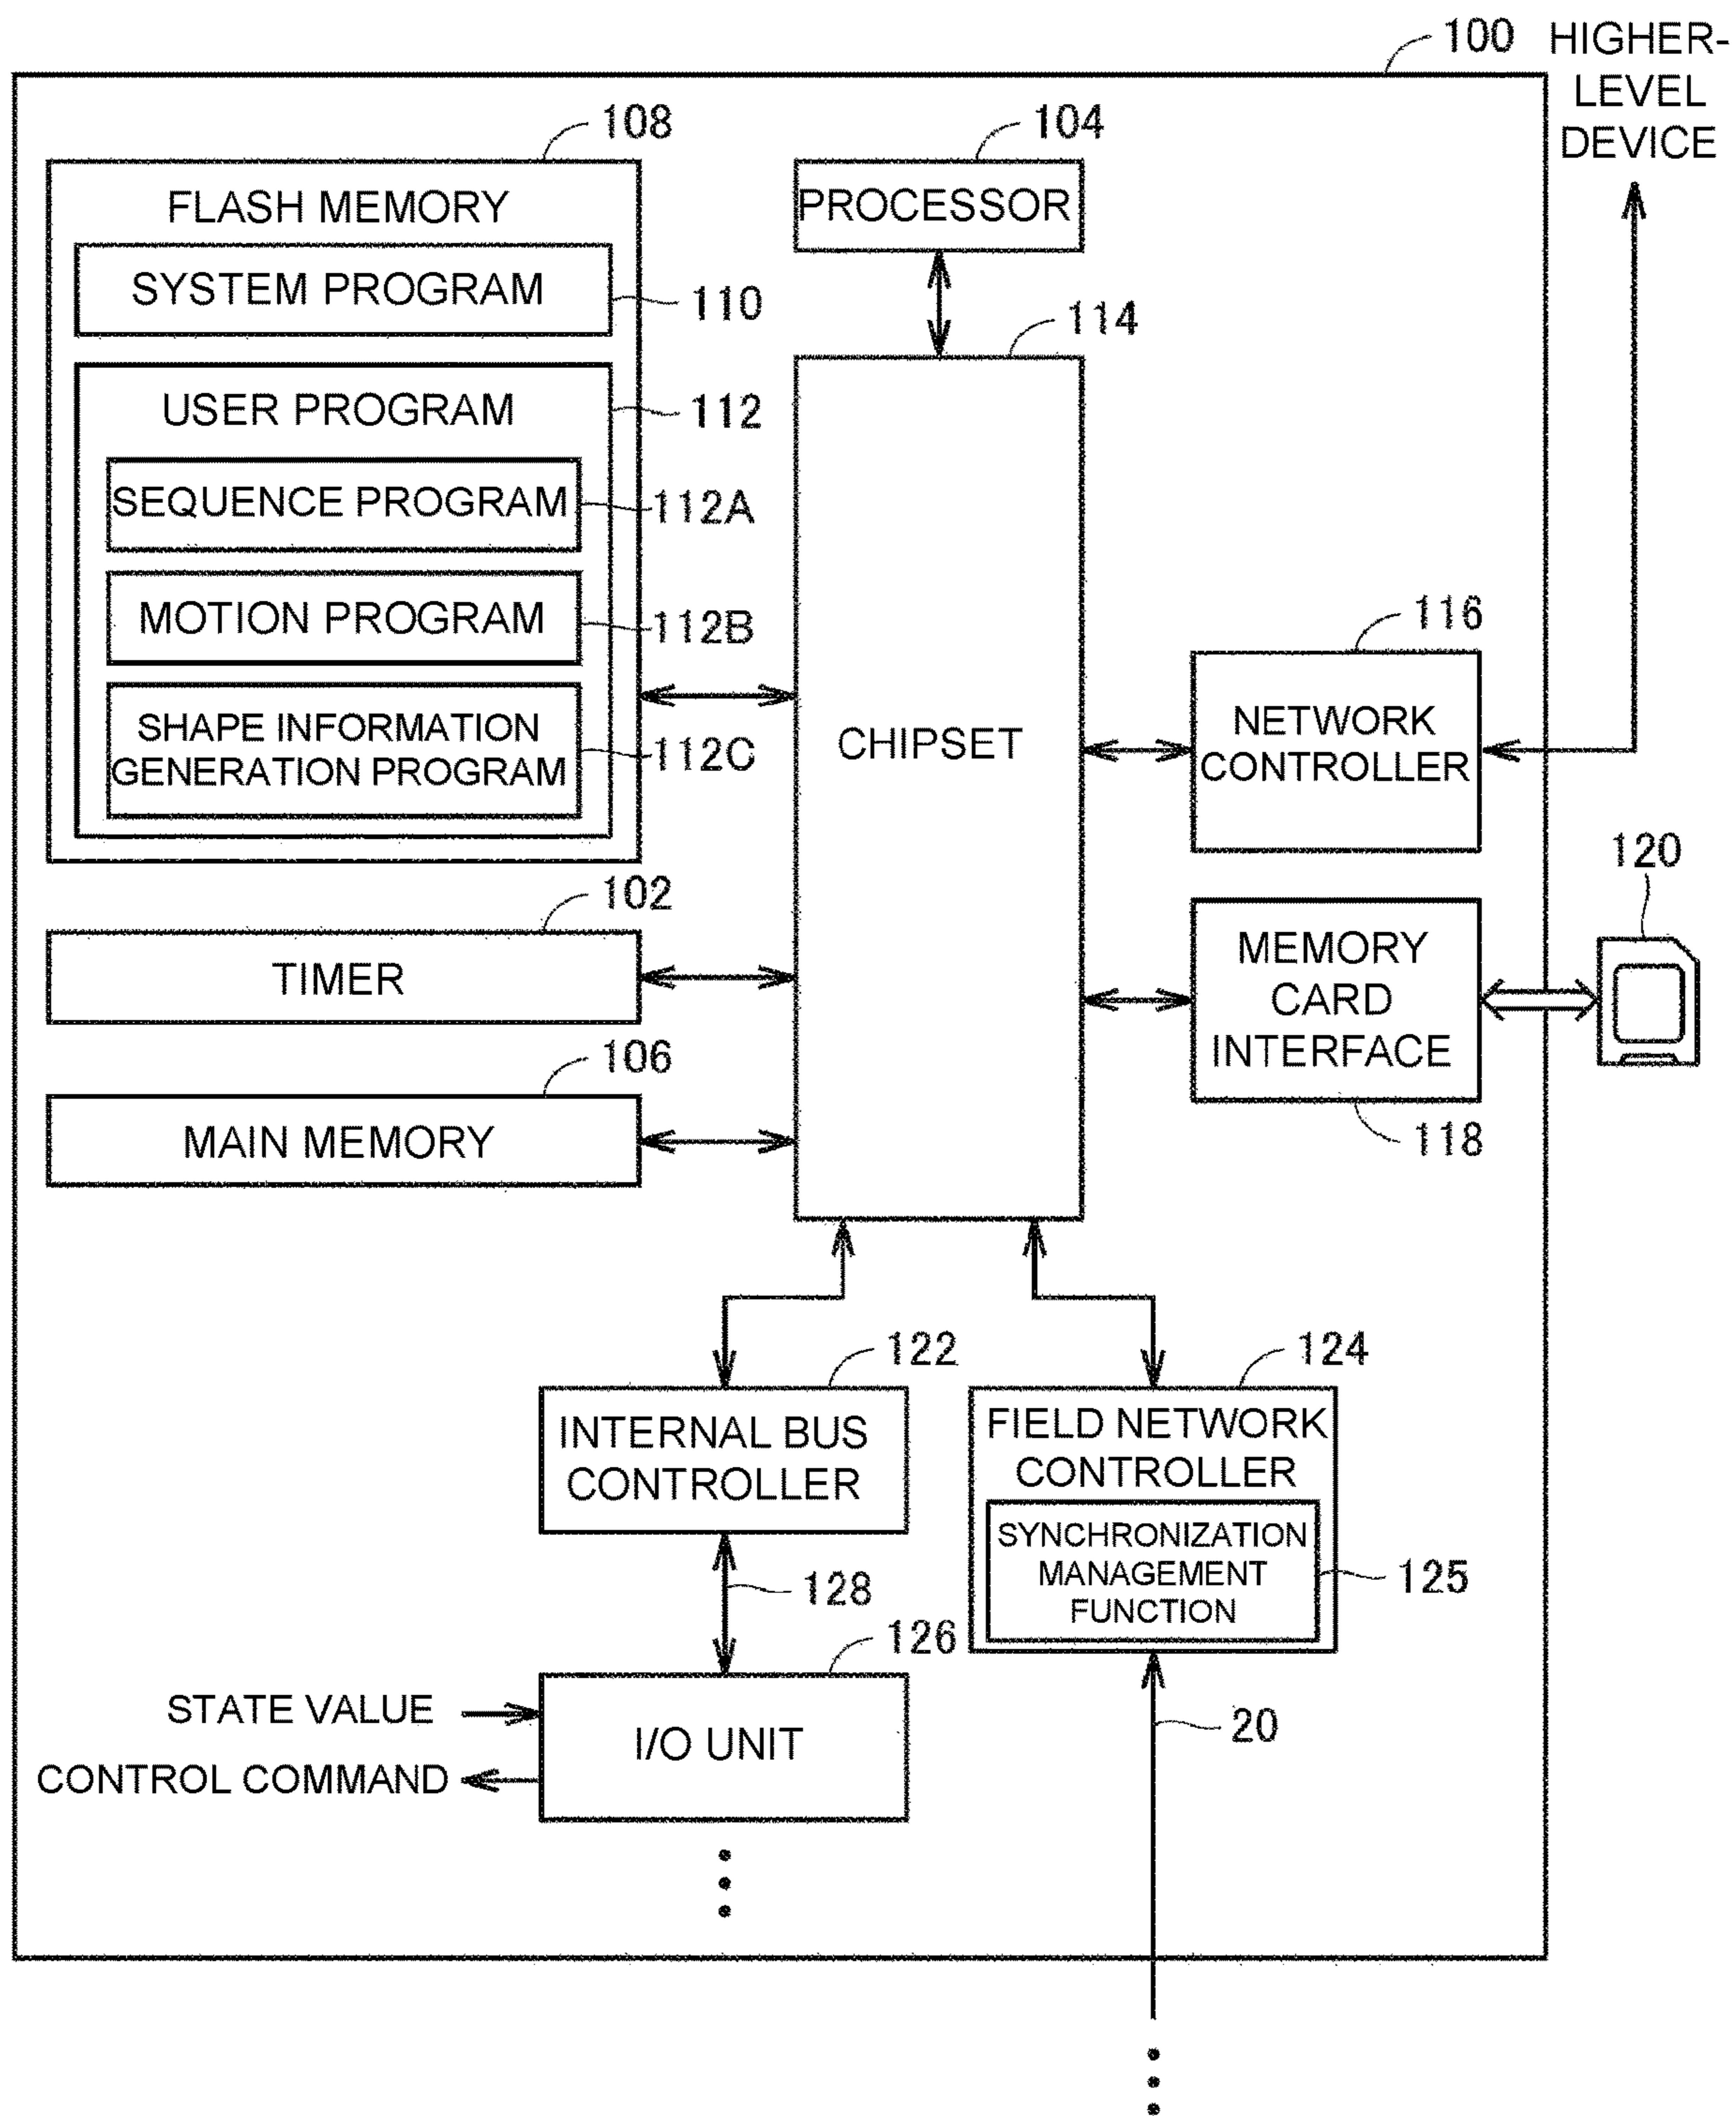 100
HIGHER-
LEVEL
DEVICE
108
FLASH MEMORY
SYSTEM PROGRAM
110
USER PROGRAM
112
SEQUENCE PROGRAM
112A
MOTION PROGRAM
112B
SHAPE INFORMATION
GENERATION PROGRAM
112C
104
PROCESSOR
114
CHIPSET
116
NETWORK
CONTROLLER
102
TIMER
120
MEMORY
CARD
INTERFACE
118
106
MAIN MEMORY
122
INTERNAL BUS
CONTROLLER
124
FIELD NETWORK
CONTROLLER
SYNCHRONIZATION
MANAGEMENT
FUNCTION
125
128
126
STATE VALUE
I/O UNIT
CONTROL COMMAND
20